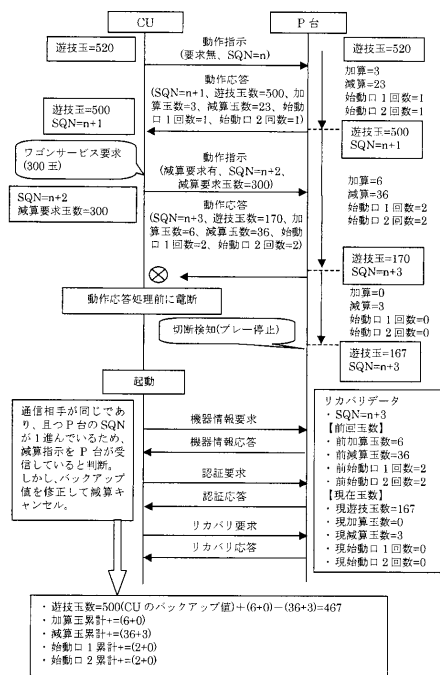 CU
P 台
遊技玉=520
動作指示
(要求無、SQN=n)
遊技玉=520
動作応答
(SQN=n+1、遊技玉数=500、加
算玉数=3、減算玉数=23、始動
口 1 回数=1、始動口 2 回数=1)
加算=3
減算=23
始動口 1 回数=1
始動口 2 回数=1
遊技玉=500
SQN=n+1
遊技玉=500
SQN=n+1
ワゴンサービス要求
(300 玉)
動作指示
(減算要求有、SQN=n+2、
減算要求玉数=300)
SQN=n+2
減算要求玉数=300
動作応答
(SQN=n+3、遊技玉数=170、加
算玉数=6、減算玉数=36、始動
口 1 回数=2、始動口 2 回数=2)
加算=6
減算=36
始動口 1 回数=2
始動口 2 回数=2
遊技玉=170
SQN=n+3
動作応答処理前に電断
加算=0
減算=3
始動口 1 回数=0
始動口 2 回数=0
切断検知(プレー停止)
遊技玉=167
SQN=n+3
起動
通信相手が同じであ
り、且つ P 台の SQN
が 1 進んでいるため、
減算指示を P 台が受
信していると判断。
しかし、バックアップ
値を修正して減算キ
ャンセル。
機器情報要求
機器情報応答
認証要求
認証応答
リカバリ要求
リカバリ応答
リカバリデータ
・SQN=n+3
【前回玉数】
・前加算玉数=6
・前減算玉数=36
・前始動口 1 回数=2
・前始動口 2 回数=2
【現在玉数】
・現遊技玉数=167
・現加算玉数=0
・現減算玉数=3
・現始動口 1 回数=0
・現始動口 2 回数=0
・遊技玉数=500(CU のバックアップ値)+(6+0)−(36+3)=467
・加算玉累計+=(6+0)
・減算玉累計+=(36+3)
・始動口 1 累計+=(2+0)
・始動口 2 累計+=(2+0)